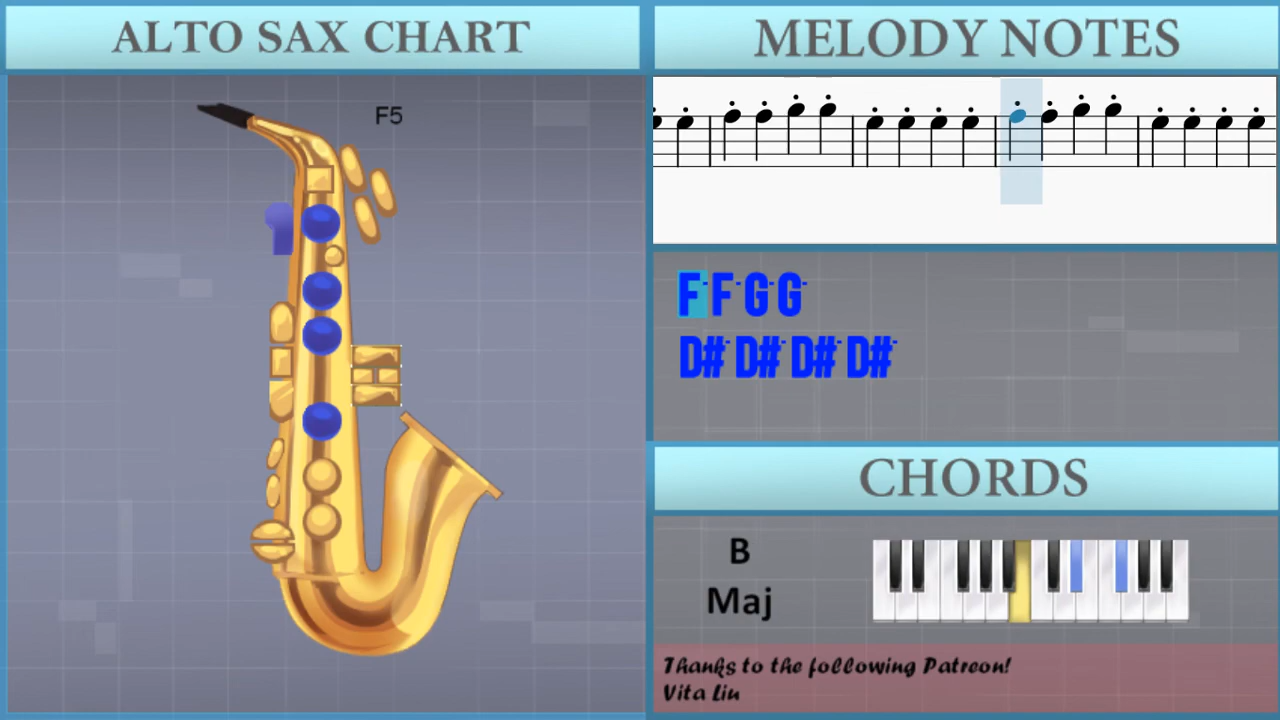 ALTO SAX CHART
F5
MELODY NOTES
F F G G
D# D# D# D#
CHORDS
B
Maj
Thanks to the following Patreon!
Vita Liu